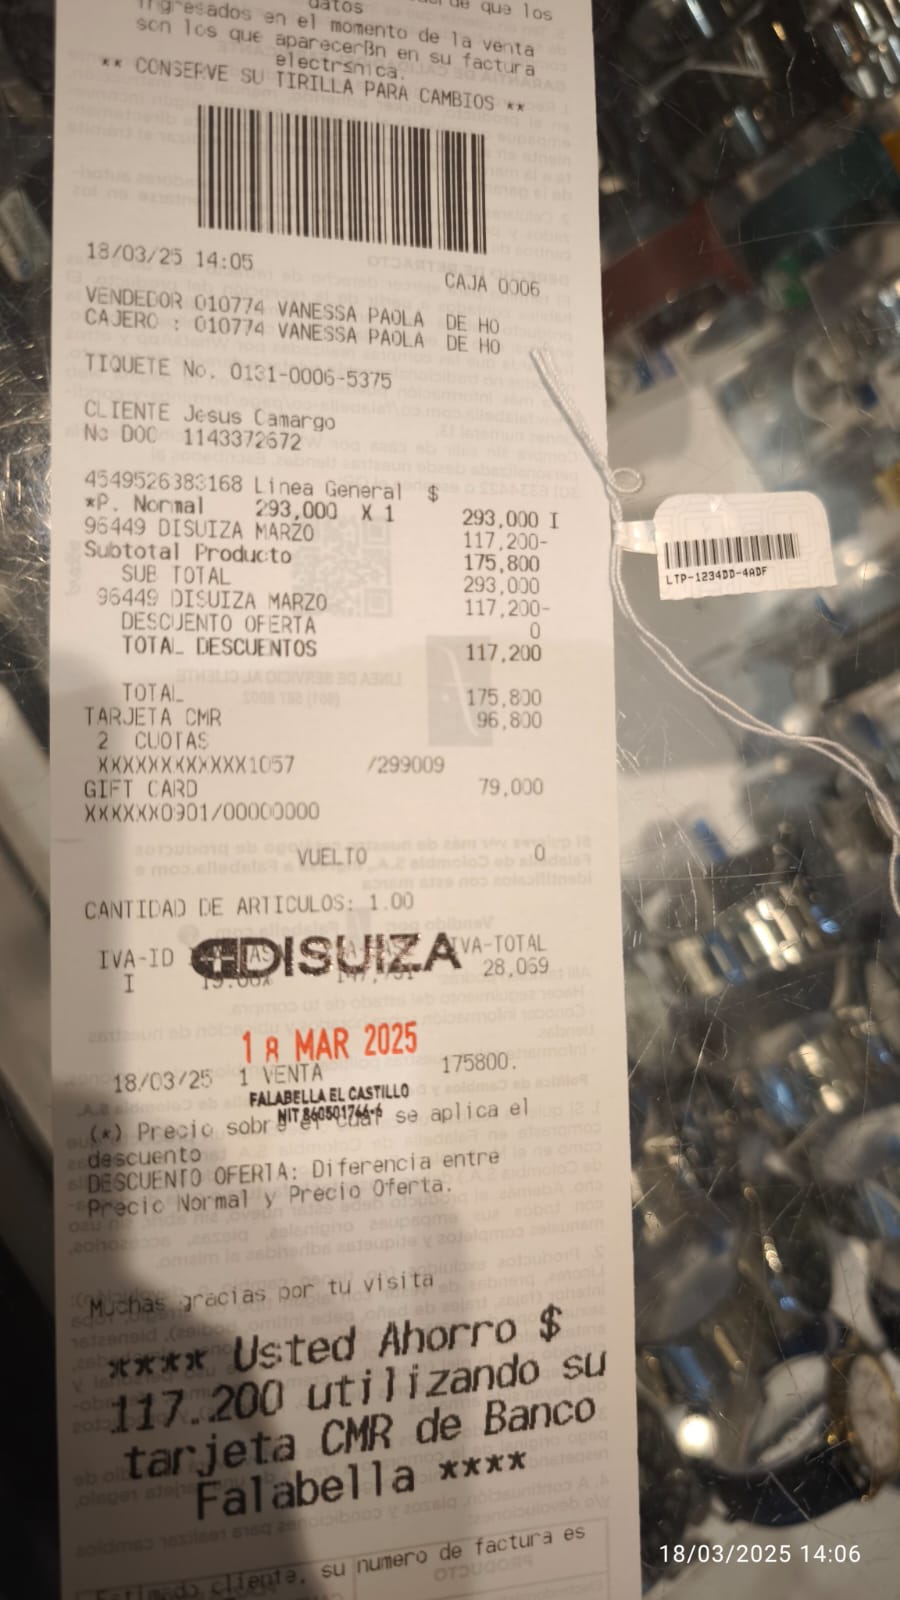 datos
ingresados en el momento de la venta
son los que aparecerBn en su factura
electrsnica.
** CONSERVE SU TIRILLA PARA CAMBIOS **
18/03/25 14:05
CAJA 0006
VENDEDOR 010774 VANESSA PAOLA DE HO
CAJERO : 010774 VANESSA PAOLA DE HO
TIQUETE No. 0131-0006-5375
CLIENTE Jesus Camargo
No DOC 1143372672
4549526383168 Linea General $
*P. Normal 293,000 X 1 293,000 I
96449 DISUIZA MARZO 117,200-
Subtotal Producto 175,800
SUB TOTAL 293,000
96449 DISUIZA MARZO 117,200-
DESCUENTO OFERTA 0
TOTAL DESCUENTOS 117,200
TOTAL 175,800
TARJETA CMR 96,800
2 CUOTAS
XXXXXXXXXXXX1057 /299009
GIFT CARD 79,000
XXXXXX0901/00000000
VUELTO 0
CANTIDAD DE ARTICULOS: 1.00
IVA-ID IVA-TOTAL
DISUIZA
I 28,069
18 MAR 2025
18/03/25 1 VENTA 175800.
FALABELLA EL CASTILLO
NIT 860501766-6
(*) Precio sobre el cual se aplica el
descuento
DESCUENTO OFERTA: Diferencia entre
Precio Normal y Precio Oferta.
Muchas gracias por tu visita
**** Usted Ahorro $
117.200 utilizando su
tarjeta CMR de Banco
Falabella ****
Estimado cliente, su numero de factura es
LTP-1234DD-4ADF
18/03/2025 14:06